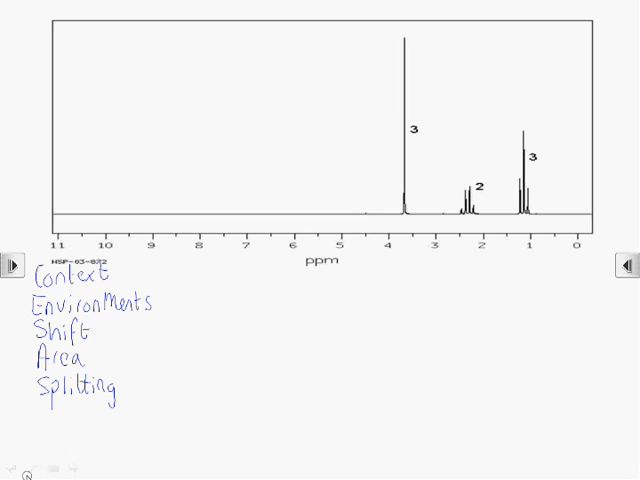 3
2
3
11 10 9 8 7 6 5 4 3 2 1 0
HSP-03-872
ppm
Context
Environments
Shift
Area
Splitting